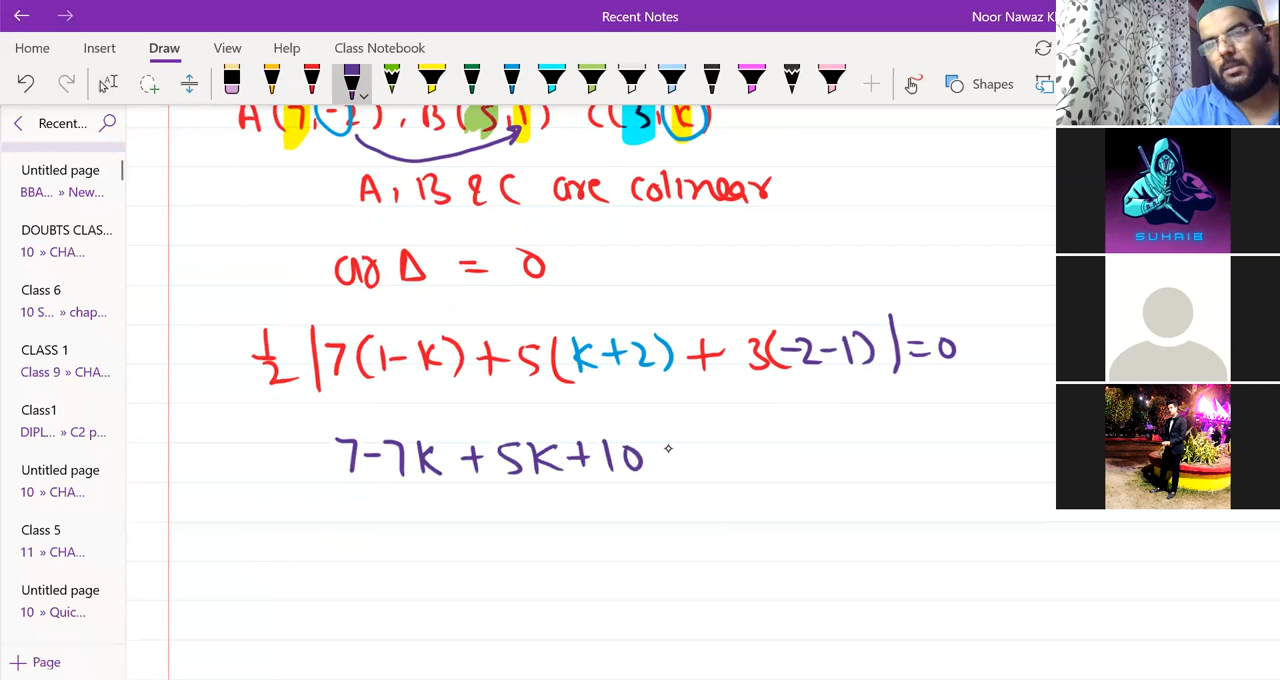 Recent Notes
Noor Nawaz K
Home Insert Draw View Help Class Notebook
Shapes
Recent...
Untitled page
BBA... » New...
DOUBTS CLAS...
10 » CHA...
Class 6
10 S... » chap...
CLASS 1
Class 9 » CHA...
Class1
DIPL... » C2 p...
Untitled page
10 » CHA...
Class 5
11 » CHA...
Untitled page
10 » Quic...
Page
A(7,-2), B(5,1) C(3,k)
A, B & C are colinear
ar Δ = 0
1/2 |7(1-k)+5(k+2) + 3(-2-1)|=0
7-7k+5k+10
SUHAIB